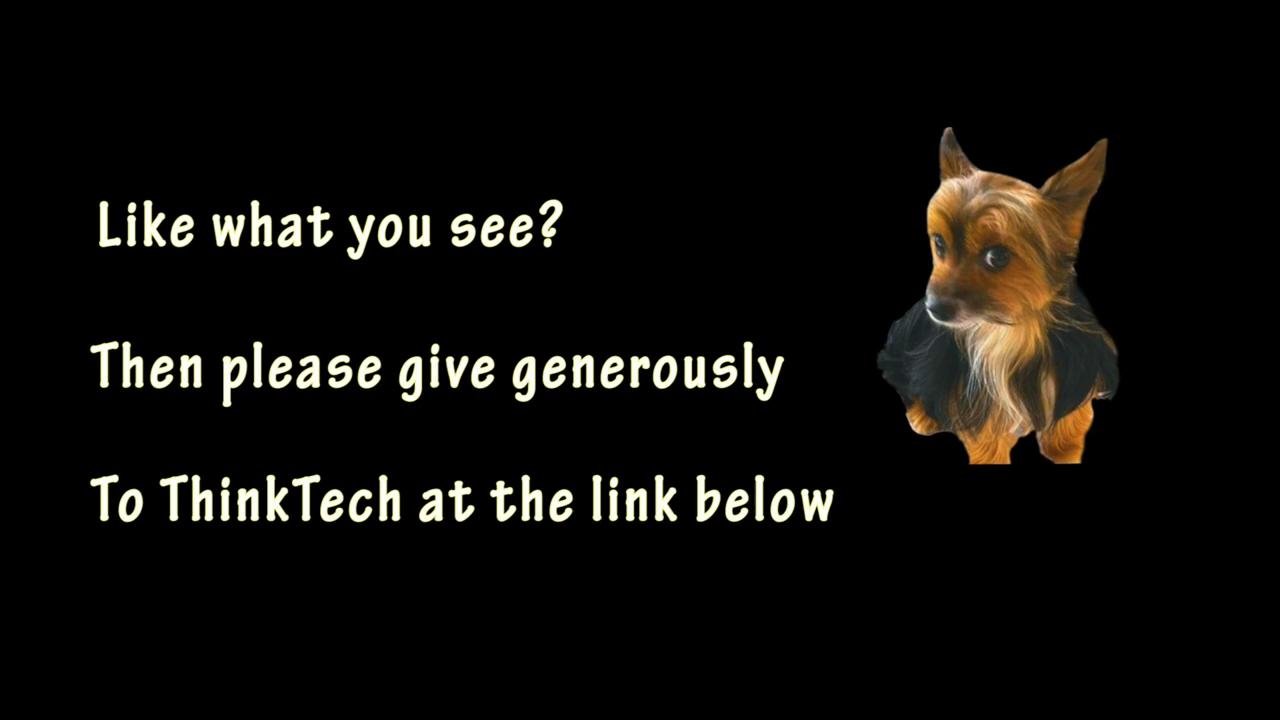 Like what you see?
Then please give generously
To ThinkTech at the link below